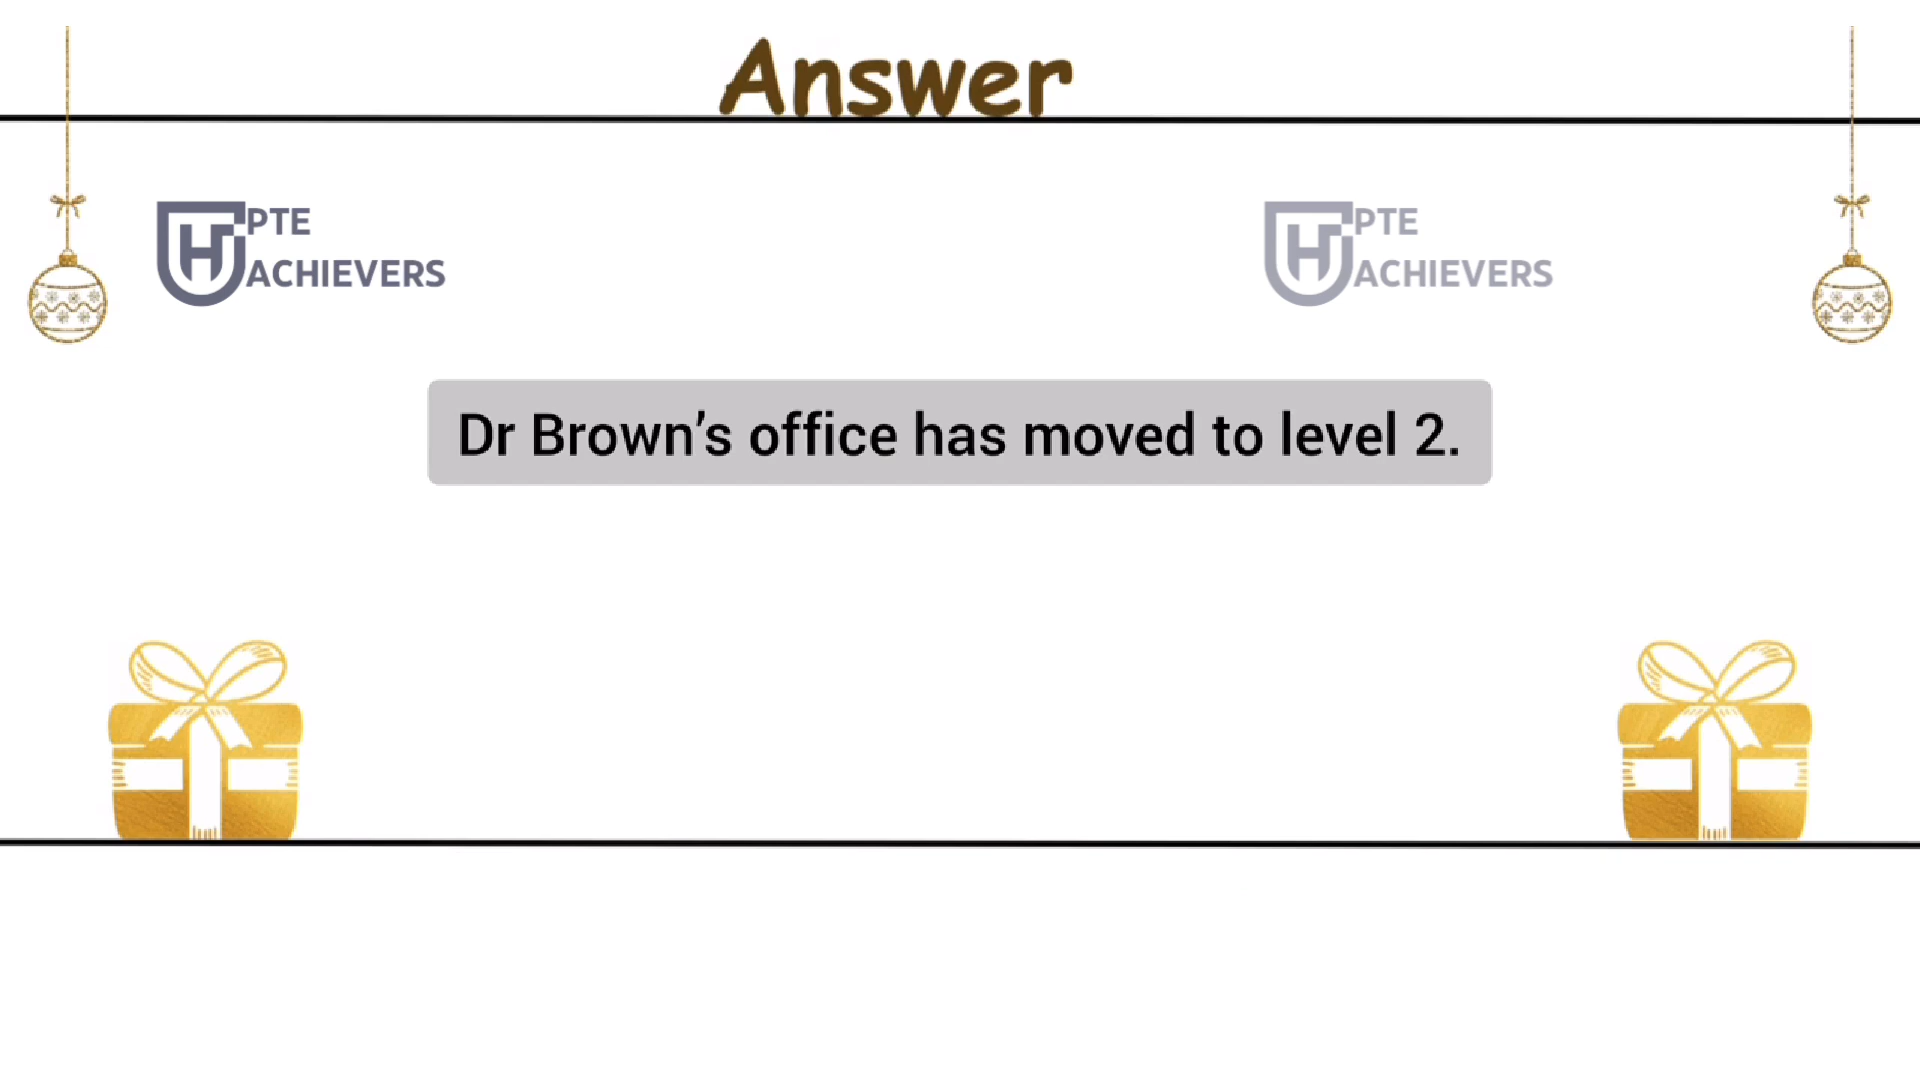 Answer
PTE
ACHIEVERS
PTE
ACHIEVERS
Dr Brown’s office has moved to level 2.